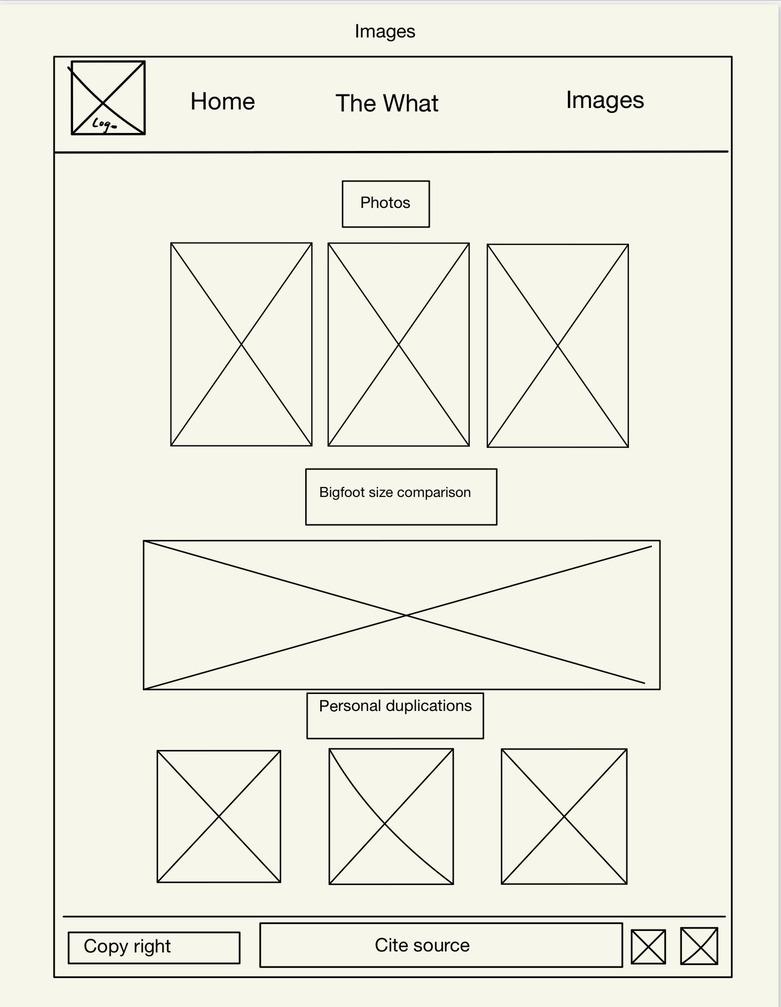 Images
Logo
Home
The What
Images
Photos
Bigfoot size comparison
Personal duplications
Copy right
Cite source